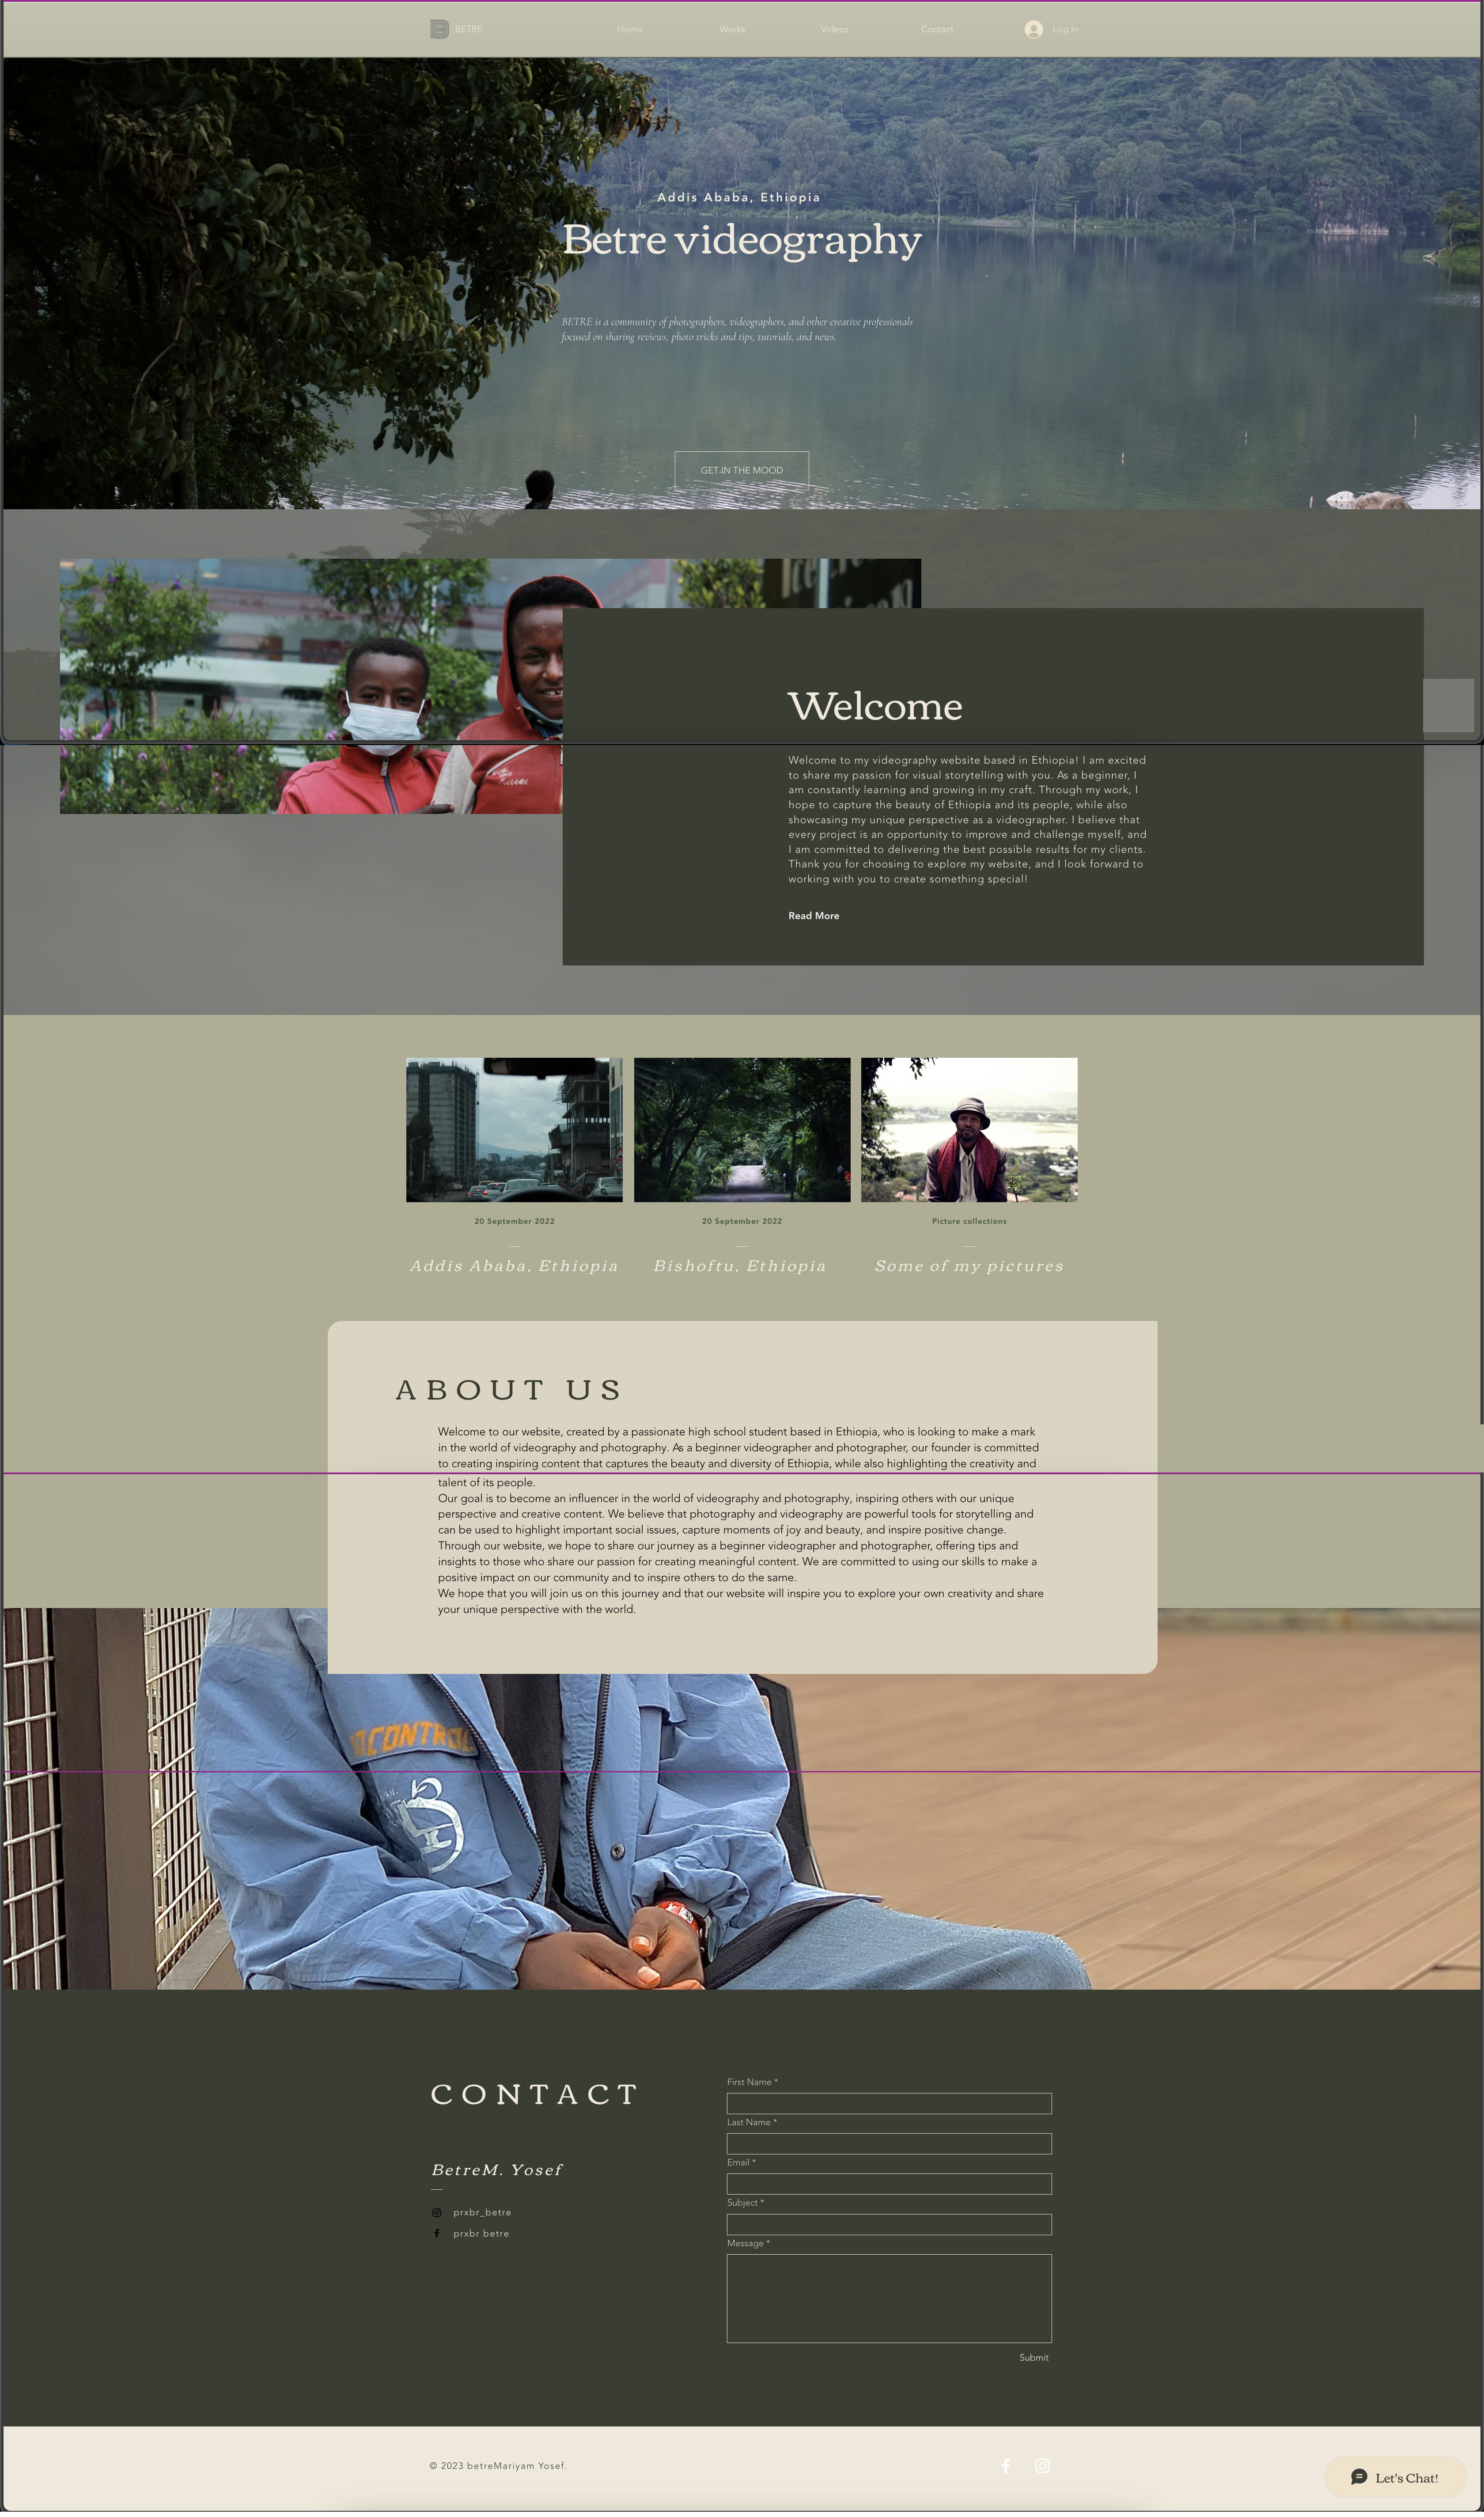 BETRE
Home
Works
Videos
Contact
Log In
Addis Ababa, Ethiopia
Betre videography
BETRE is a community of photographers, videographers, and other creative professionals
focused on sharing reviews, photo tricks and tips, tutorials, and news.
GET IN THE MOOD
Welcome
Welcome to my videography website based in Ethiopia! I am excited
to share my passion for visual storytelling with you. As a beginner, I
am constantly learning and growing in my craft. Through my work, I
hope to capture the beauty of Ethiopia and its people, while also
showcasing my unique perspective as a videographer. I believe that
every project is an opportunity to improve and challenge myself, and
I am committed to delivering the best possible results for my clients.
Thank you for choosing to explore my website, and I look forward to
working with you to create something special!
Read More
20 September 2022
Addis Ababa, Ethiopia
20 September 2022
Bishoftu, Ethiopia
Picture collections
Some of my pictures
ABOUT US
Welcome to our website, created by a passionate high school student based in Ethiopia, who is looking to make a mark
in the world of videography and photography. As a beginner videographer and photographer, our founder is committed
to creating inspiring content that captures the beauty and diversity of Ethiopia, while also highlighting the creativity and
talent of its people.
Our goal is to become an influencer in the world of videography and photography, inspiring others with our unique
perspective and creative content. We believe that photography and videography are powerful tools for storytelling and
can be used to highlight important social issues, capture moments of joy and beauty, and inspire positive change.
Through our website, we hope to share our journey as a beginner videographer and photographer, offering tips and
insights to those who share our passion for creating meaningful content. We are committed to using our skills to make a
positive impact on our community and to inspire others to do the same.
We hope that you will join us on this journey and that our website will inspire you to explore your own creativity and share
your unique perspective with the world.
CONTROL
CONTACT
BetreM. Yosef
prxbr_betre
prxbr betre
First Name *
Last Name *
Email *
Subject *
Message *
Submit
© 2023 betreMariyam Yosef.
Let's Chat!